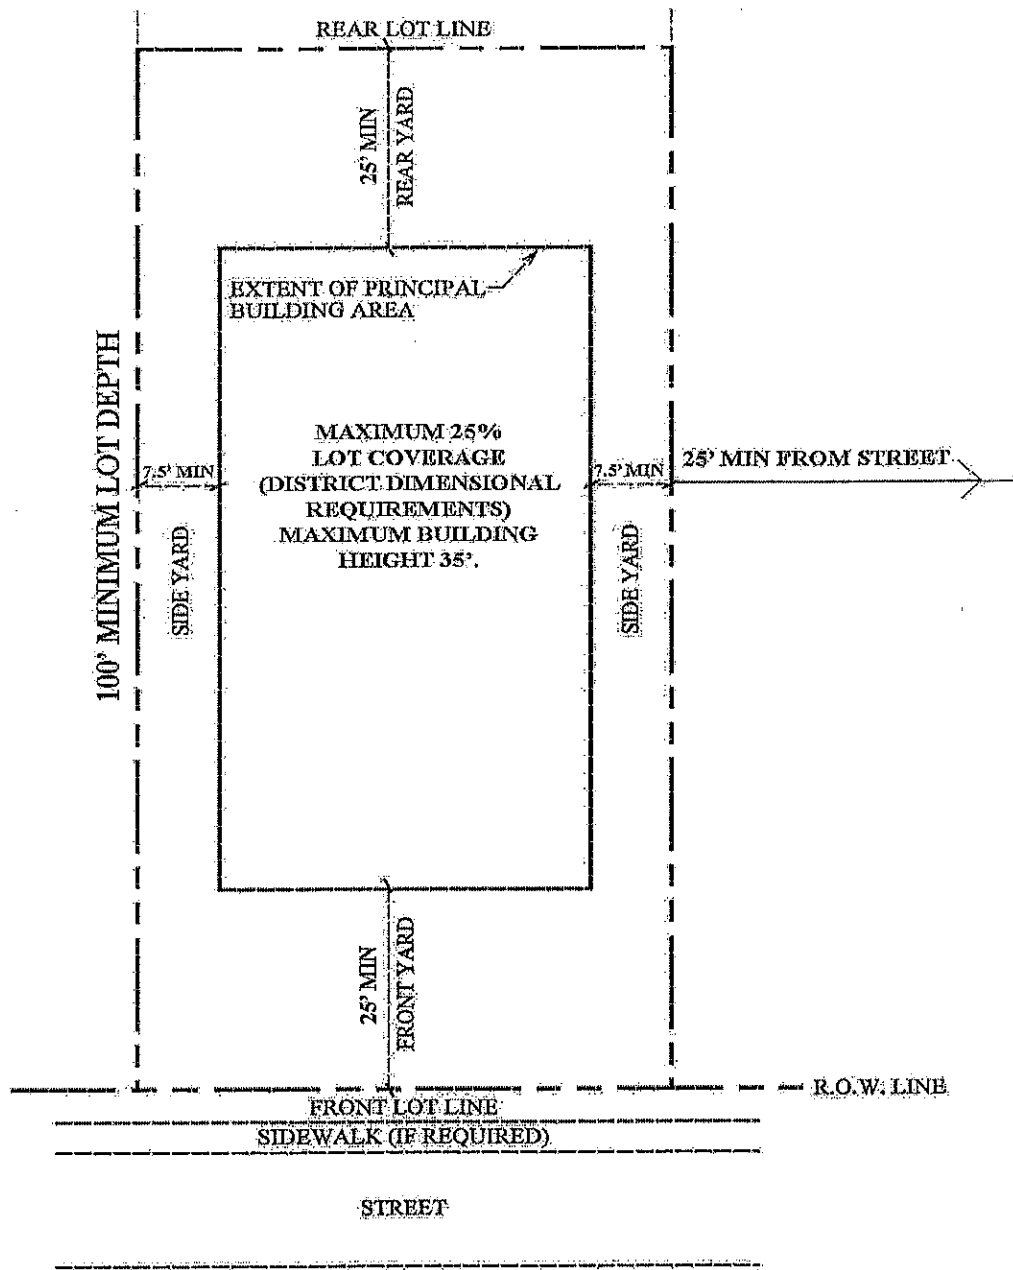 REAR LOT LINE
25' MIN
REAR YARD
EXTENT OF PRINCIPAL
BUILDING AREA
100' MINIMUM LOT DEPTH
MAXIMUM 25%
LOT COVERAGE
(DISTRICT DIMENSIONAL
REQUIREMENTS)
MAXIMUM BUILDING
HEIGHT 35'.
7.5' MIN
SIDE YARD
7.5' MIN
SIDE YARD
25' MIN FROM STREET
25' MIN
FRONT YARD
R.O.W. LINE
FRONT LOT LINE
SIDEWALK (IF REQUIRED)
STREET